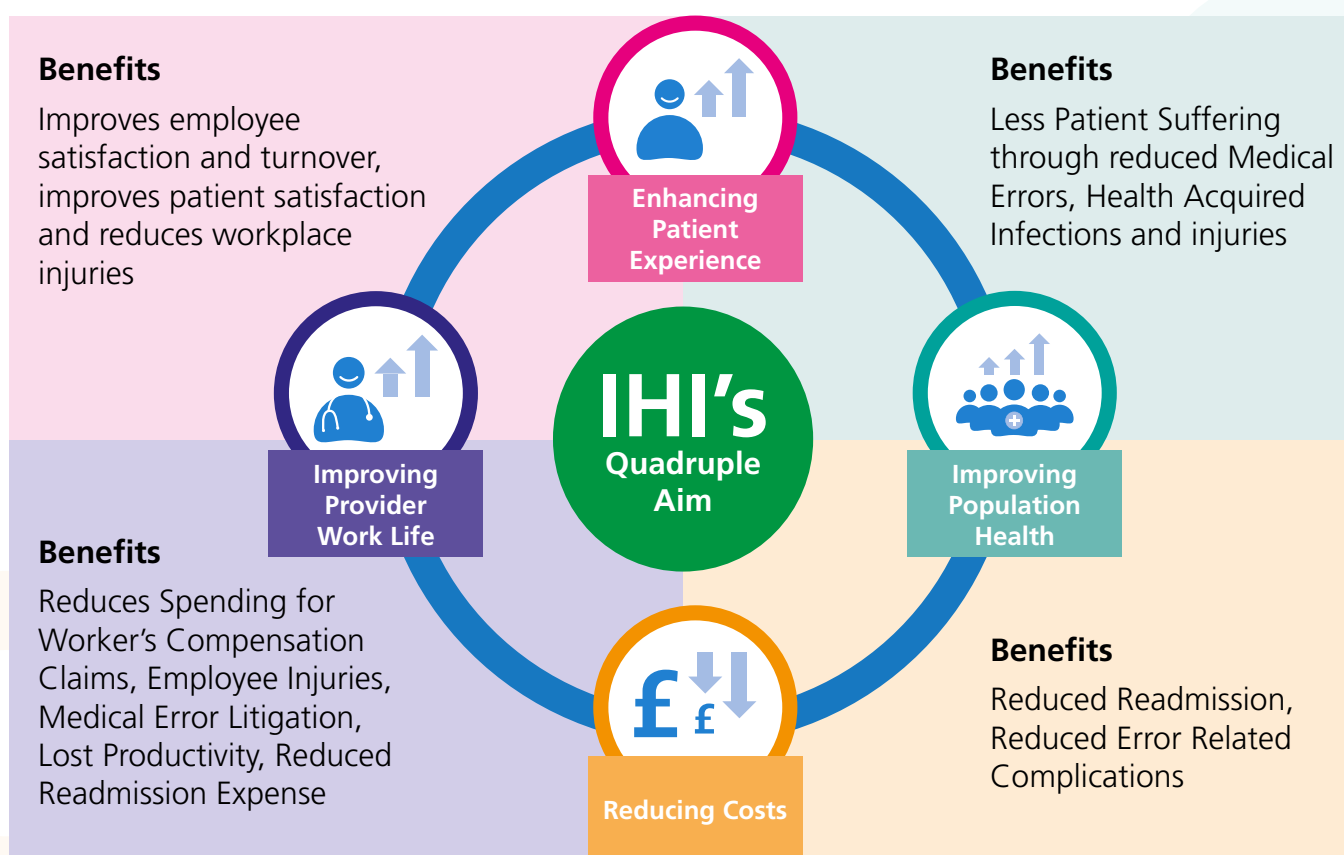 Benefits
Improves employee
satisfaction and turnover,
improves patient satisfaction
and reduces workplace
injuries
Enhancing
Patient
Experience
Benefits
Less Patient Suffering
through reduced Medical
Errors, Health Acquired
Infections and injuries
IHI’s
Quadruple
Aim
Improving
Provider
Work Life
Improving
Population
Health
Benefits
Reduces Spending for
Worker’s Compensation
Claims, Employee Injuries,
Medical Error Litigation,
Lost Productivity, Reduced
Readmission Expense
£ £
Reducing Costs
Benefits
Reduced Readmission,
Reduced Error Related
Complications